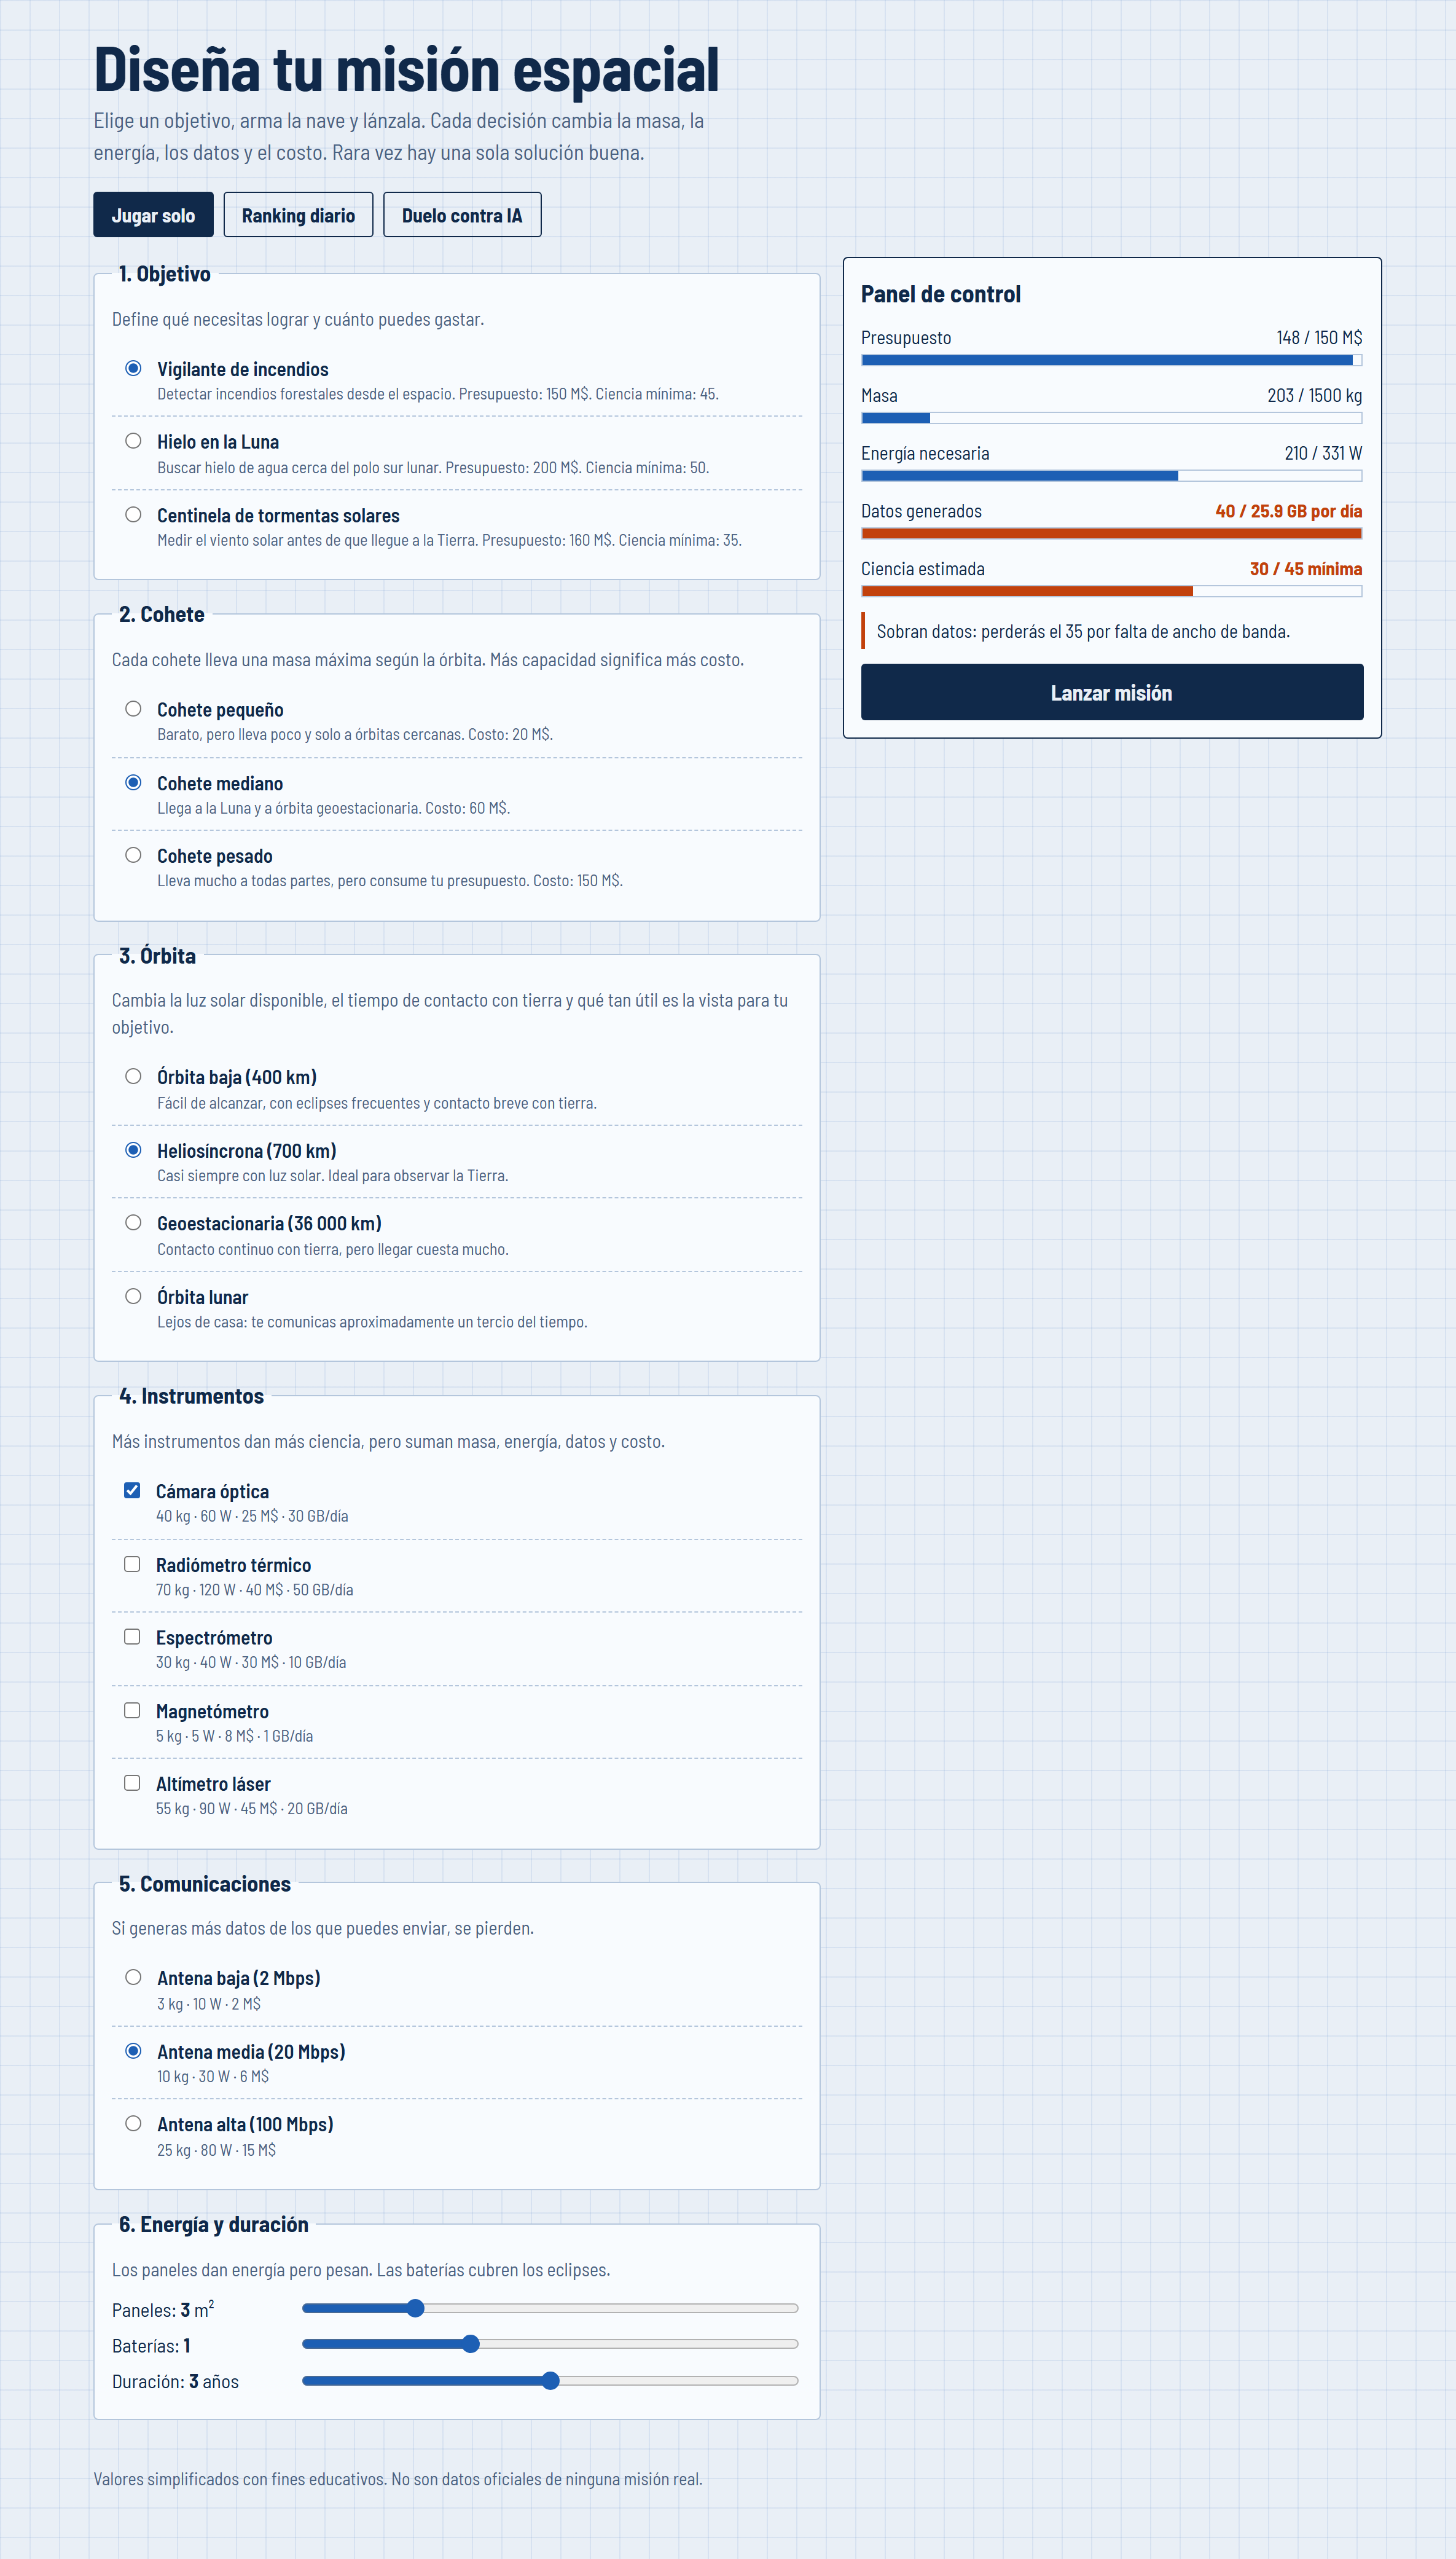 Diseña tu misión espacial
Elige un objetivo, arma la nave y lánzala. Cada decisión cambia la masa, la
energía, los datos y el costo. Rara vez hay una sola solución buena.
Jugar solo
Ranking diario
Duelo contra IA
1. Objetivo
Define qué necesitas lograr y cuánto puedes gastar.
Vigilante de incendios
Detectar incendios forestales desde el espacio. Presupuesto: 150 M$. Ciencia mínima: 45.
Hielo en la Luna
Buscar hielo de agua cerca del polo sur lunar. Presupuesto: 200 M$. Ciencia mínima: 50.
Centinela de tormentas solares
Medir el viento solar antes de que llegue a la Tierra. Presupuesto: 160 M$. Ciencia mínima: 35.
2. Cohete
Cada cohete lleva una masa máxima según la órbita. Más capacidad significa más costo.
Cohete pequeño
Barato, pero lleva poco y solo a órbitas cercanas. Costo: 20 M$.
Cohete mediano
Llega a la Luna y a órbita geoestacionaria. Costo: 60 M$.
Cohete pesado
Lleva mucho a todas partes, pero consume tu presupuesto. Costo: 150 M$.
3. Órbita
Cambia la luz solar disponible, el tiempo de contacto con tierra y qué tan útil es la vista para tu
objetivo.
Órbita baja (400 km)
Fácil de alcanzar, con eclipses frecuentes y contacto breve con tierra.
Heliosíncrona (700 km)
Casi siempre con luz solar. Ideal para observar la Tierra.
Geoestacionaria (36 000 km)
Contacto continuo con tierra, pero llegar cuesta mucho.
Órbita lunar
Lejos de casa: te comunicas aproximadamente un tercio del tiempo.
4. Instrumentos
Más instrumentos dan más ciencia, pero suman masa, energía, datos y costo.
Cámara óptica
40 kg · 60 W · 25 M$ · 30 GB/día
Radiómetro térmico
70 kg · 120 W · 40 M$ · 50 GB/día
Espectrómetro
30 kg · 40 W · 30 M$ · 10 GB/día
Magnetómetro
5 kg · 5 W · 8 M$ · 1 GB/día
Altímetro láser
55 kg · 90 W · 45 M$ · 20 GB/día
5. Comunicaciones
Si generas más datos de los que puedes enviar, se pierden.
Antena baja (2 Mbps)
3 kg · 10 W · 2 M$
Antena media (20 Mbps)
10 kg · 30 W · 6 M$
Antena alta (100 Mbps)
25 kg · 80 W · 15 M$
6. Energía y duración
Los paneles dan energía pero pesan. Las baterías cubren los eclipses.
Paneles: 3 m²
Baterías: 1
Duración: 3 años
Panel de control
Presupuesto 148 / 150 M$
Masa 203 / 1500 kg
Energía necesaria 210 / 331 W
Datos generados 40 / 25.9 GB por día
Ciencia estimada 30 / 45 mínima
Sobran datos: perderás el 35 por falta de ancho de banda.
Lanzar misión
Valores simplificados con fines educativos. No son datos oficiales de ninguna misión real.